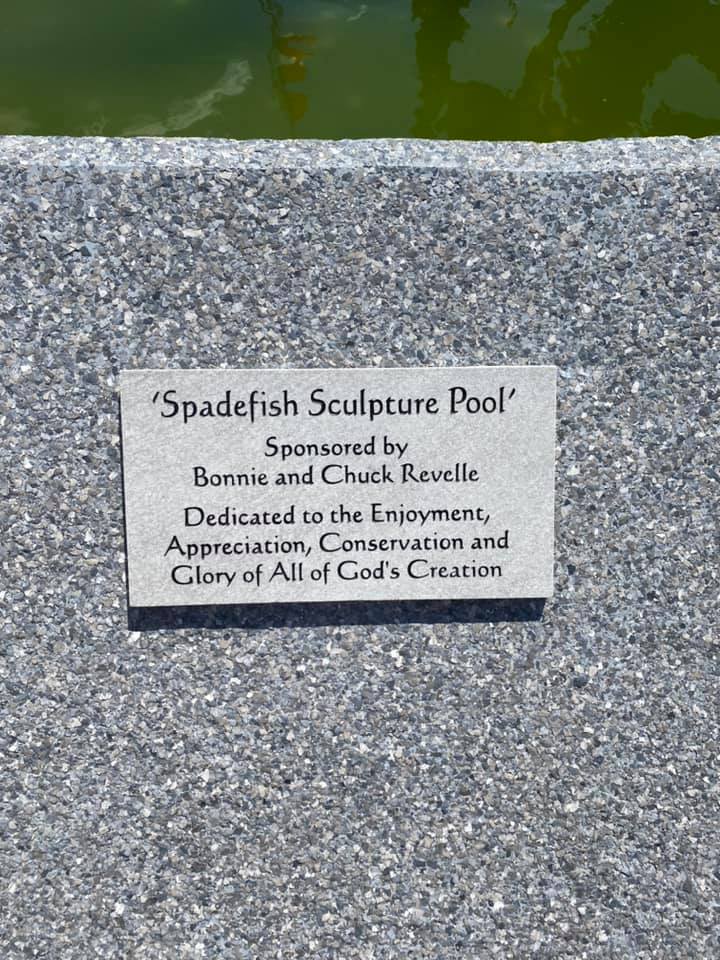 'Spadefish Sculpture Pool'
Sponsored by
Bonnie and Chuck Revelle
Dedicated to the Enjoyment,
Appreciation, Conservation and
Glory of All of God's Creation